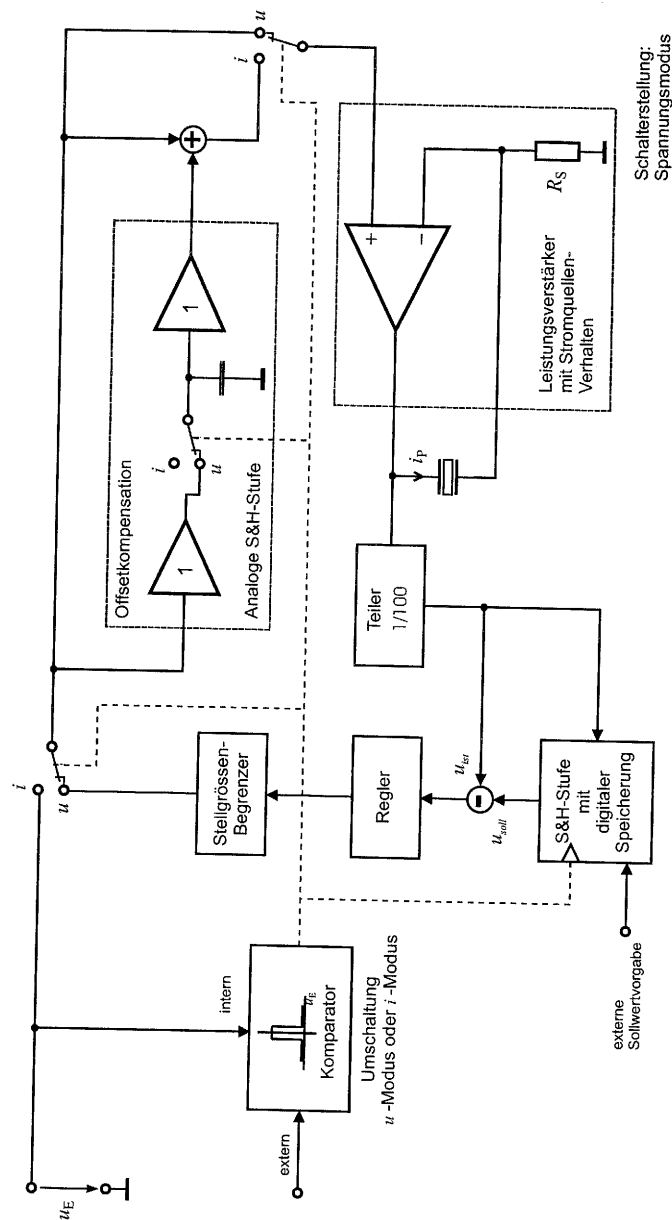 u_E
i
u
extern
intern
Komparator
u_E
Umschaltung
u -Modus oder i -Modus
Stellgrössen-
Begrenzer
Regler
u_soll
u_ist
S&H-Stufe
mit
digitaler
Speicherung
externe
Sollwertvorgabe
Offsetkompensation
1
i
u
1
Analoge S&H-Stufe
+
i
u
Teiler
1/100
i_P
+
−
Leistungsverstärker
mit Stromquellen-
Verhalten
R_S
Schalterstellung:
Spannungsmodus